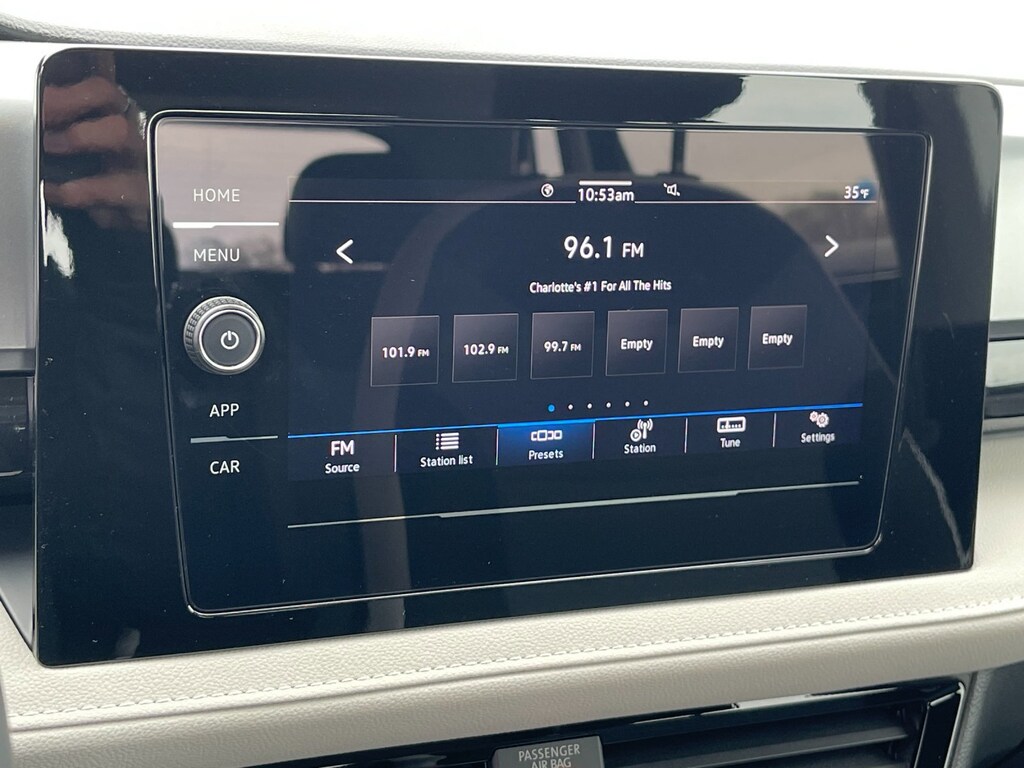 HOME
MENU
APP
CAR
10:53am
35°F
96.1 FM
Charlotte's #1 For All The Hits
101.9 FM
102.9 FM
99.7 FM
Empty
Empty
Empty
FM
Source
Station list
Presets
Station
Tune
Settings
PASSENGER
AIR BAG